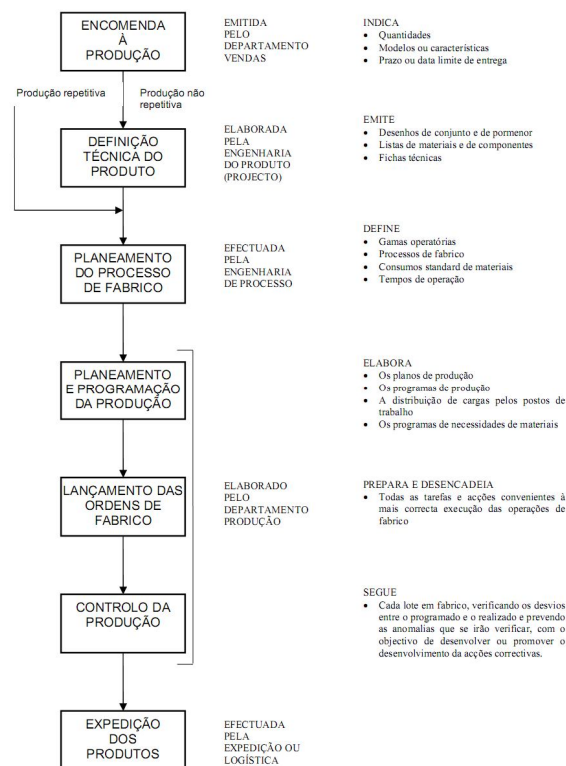 ENCOMENDA
À
PRODUÇÃO
EMITIDA
PELO
DEPARTAMENTO
VENDAS
INDICA
• Quantidades
• Modelos ou características
• Prazo ou data limite de entrega
Produção repetitiva
Produção não
repetitiva
DEFINIÇÃO
TÉCNICA DO
PRODUTO
ELABORADA
PELA
ENGENHARIA
DO PRODUTO
(PROJECTO)
EMITE
• Desenhos de conjunto e de pormenor
• Listas de materiais e de componentes
• Fichas técnicas
PLANEAMENTO
DO PROCESSO
DE FABRICO
EFECTUADA
PELA
ENGENHARIA
DE PROCESSO
DEFINE
• Gamas operatórias
• Processos de fabrico
• Consumos standard de materiais
• Tempos de operação
PLANEAMENTO
E PROGRAMAÇÃO
DA PRODUÇÃO
ELABORA
• Os planos de produção
• Os programas de produção
• A distribuição de cargas pelos postos de
trabalho
• Os programas de necessidades de materiais
LANÇAMENTO DAS
ORDENS DE
FABRICO
ELABORADO
PELO
DEPARTAMENTO
PRODUÇÃO
PREPARA E DESENCADEIA
• Todas as tarefas e acções convenientes à
mais correcta execução das operações de
fabrico
CONTROLO DA
PRODUÇÃO
SEGUE
• Cada lote em fabrico, verificando os desvios
entre o programado e o realizado e prevendo
as anomalias que se irão verificar, com o
objectivo de desenvolver ou promover o
desenvolvimento da acções correctivas.
EXPEDIÇÃO
DOS
PRODUTOS
EFECTUADA
PELA
EXPEDIÇÃO OU
LOGÍSTICA